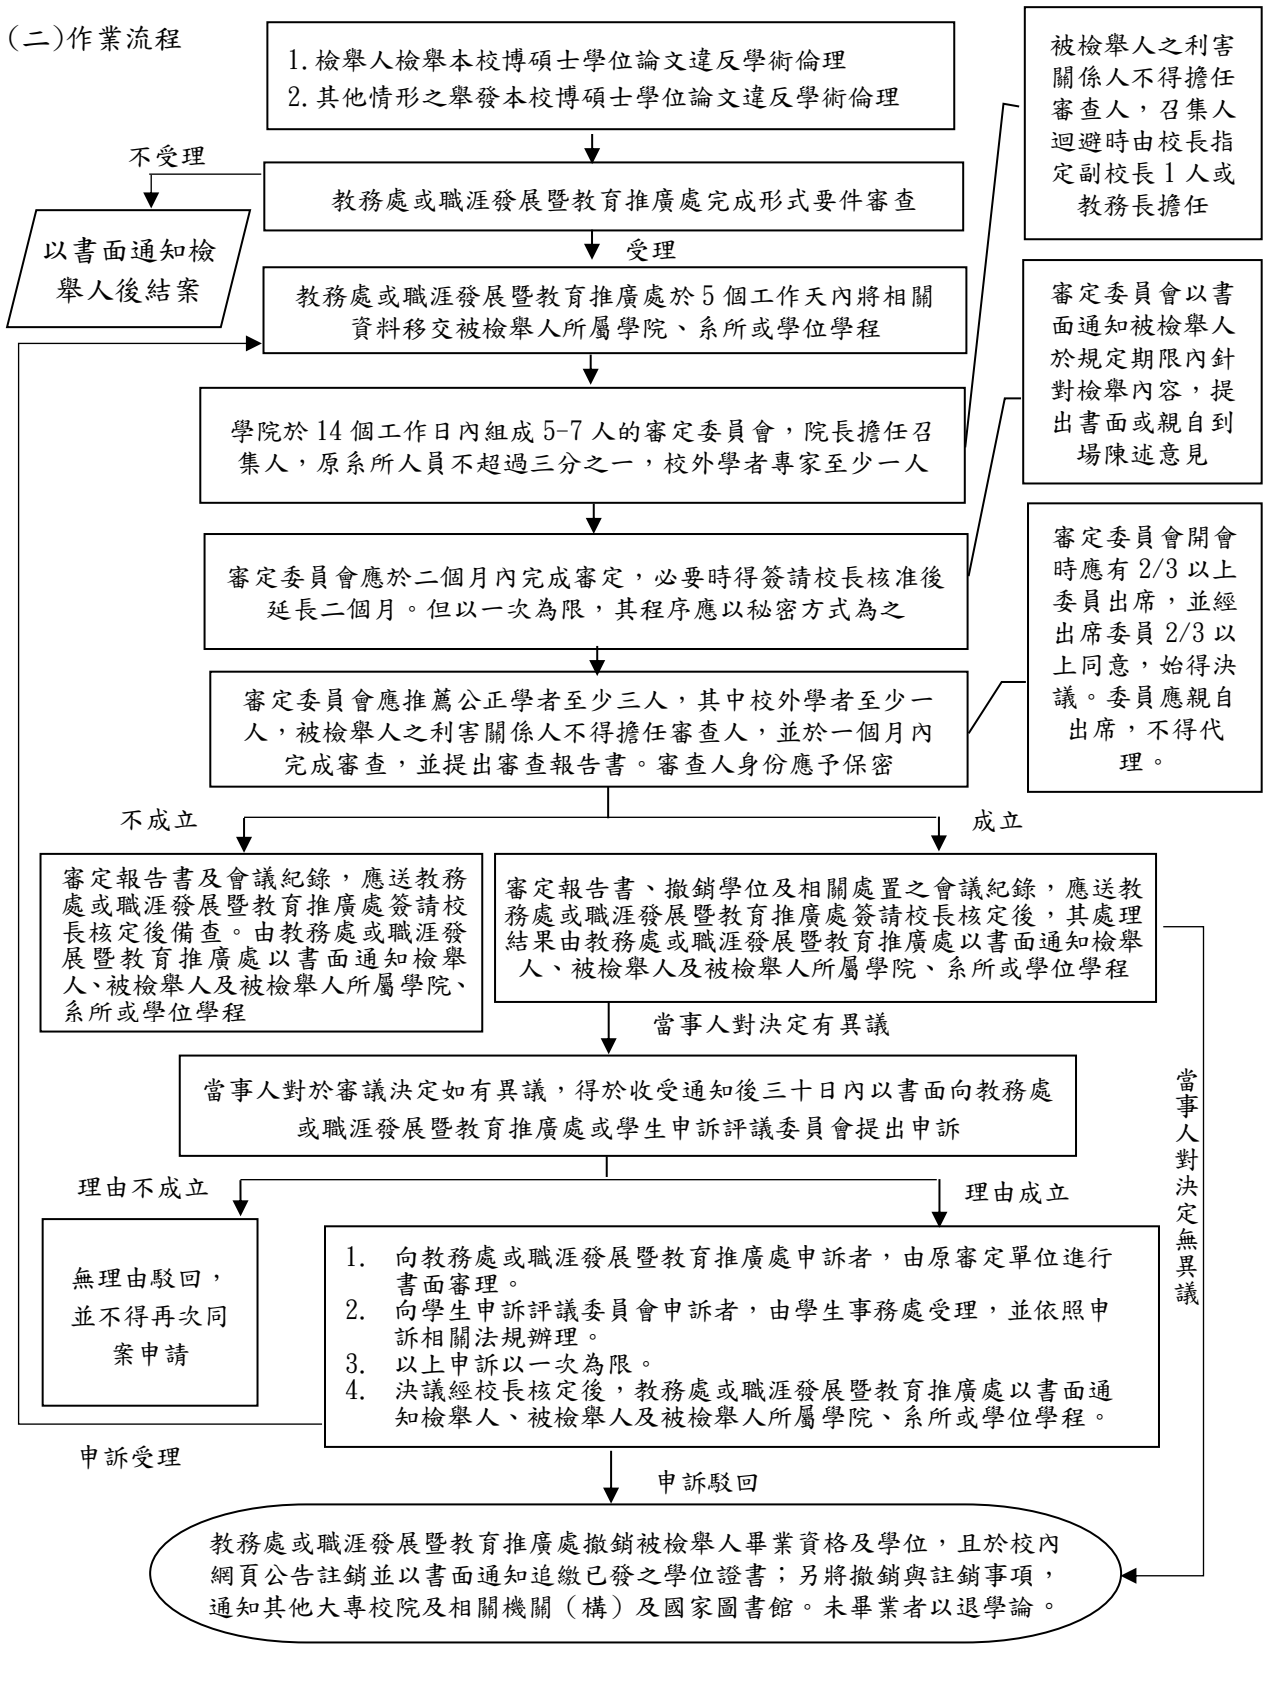 (二)作業流程
1.檢舉人檢舉本校博碩士學位論文違反學術倫理
2.其他情形之舉發本校博碩士學位論文違反學術倫理
被檢舉人之利害
關係人不得擔任
審查人，召集人
迴避時由校長指
定副校長1人或
教務長擔任
不受理
教務處或職涯發展暨教育推廣處完成形式要件審查
以書面通知檢
舉人後結案
受理
教務處或職涯發展暨教育推廣處於5個工作天內將相關
資料移交被檢舉人所屬學院、系所或學位學程
審定委員會以書
面通知被檢舉人
於規定期限內針
對檢舉內容，提
出書面或親自到
場陳述意見
學院於14個工作日內組成5-7人的審定委員會，院長擔任召
集人，原系所人員不超過三分之一，校外學者專家至少一人
審定委員會應於二個月內完成審定，必要時得簽請校長核准後
延長二個月。但以一次為限，其程序應以秘密方式為之
審定委員會開會
時應有2/3以上
委員出席，並經
出席委員2/3以
上同意，始得決
議。委員應親自
出席，不得代
理。
審定委員會應推薦公正學者至少三人，其中校外學者至少一
人，被檢舉人之利害關係人不得擔任審查人，並於一個月內
完成審查，並提出審查報告書。審查人身份應予保密
不成立
成立
審定報告書及會議紀錄，應送教務
處或職涯發展暨教育推廣處簽請校
長核定後備查。由教務處或職涯發
展暨教育推廣處以書面通知檢舉
人、被檢舉人及被檢舉人所屬學院、
系所或學位學程
審定報告書、撤銷學位及相關處置之會議紀錄，應送教
務處或職涯發展暨教育推廣處簽請校長核定後，其處理
結果由教務處或職涯發展暨教育推廣處以書面通知檢舉
人、被檢舉人及被檢舉人所屬學院、系所或學位學程
當事人對決定有異議
當事人對於審議決定如有異議，得於收受通知後三十日內以書面向教務處
或職涯發展暨教育推廣處或學生申訴評議委員會提出申訴
當事人對決定無異議
理由不成立
理由成立
無理由駁回，
並不得再次同
案申請
1. 向教務處或職涯發展暨教育推廣處申訴者，由原審定單位進行
書面審理。
2. 向學生申訴評議委員會申訴者，由學生事務處受理，並依照申
訴相關法規辦理。
3. 以上申訴以一次為限。
4. 決議經校長核定後，教務處或職涯發展暨教育推廣處以書面通
知檢舉人、被檢舉人及被檢舉人所屬學院、系所或學位學程。
申訴受理
申訴駁回
教務處或職涯發展暨教育推廣處撤銷被檢舉人畢業資格及學位，且於校內
網頁公告註銷並以書面通知追繳已發之學位證書；另將撤銷與註銷事項，
通知其他大專校院及相關機關（構）及國家圖書館。未畢業者以退學論。